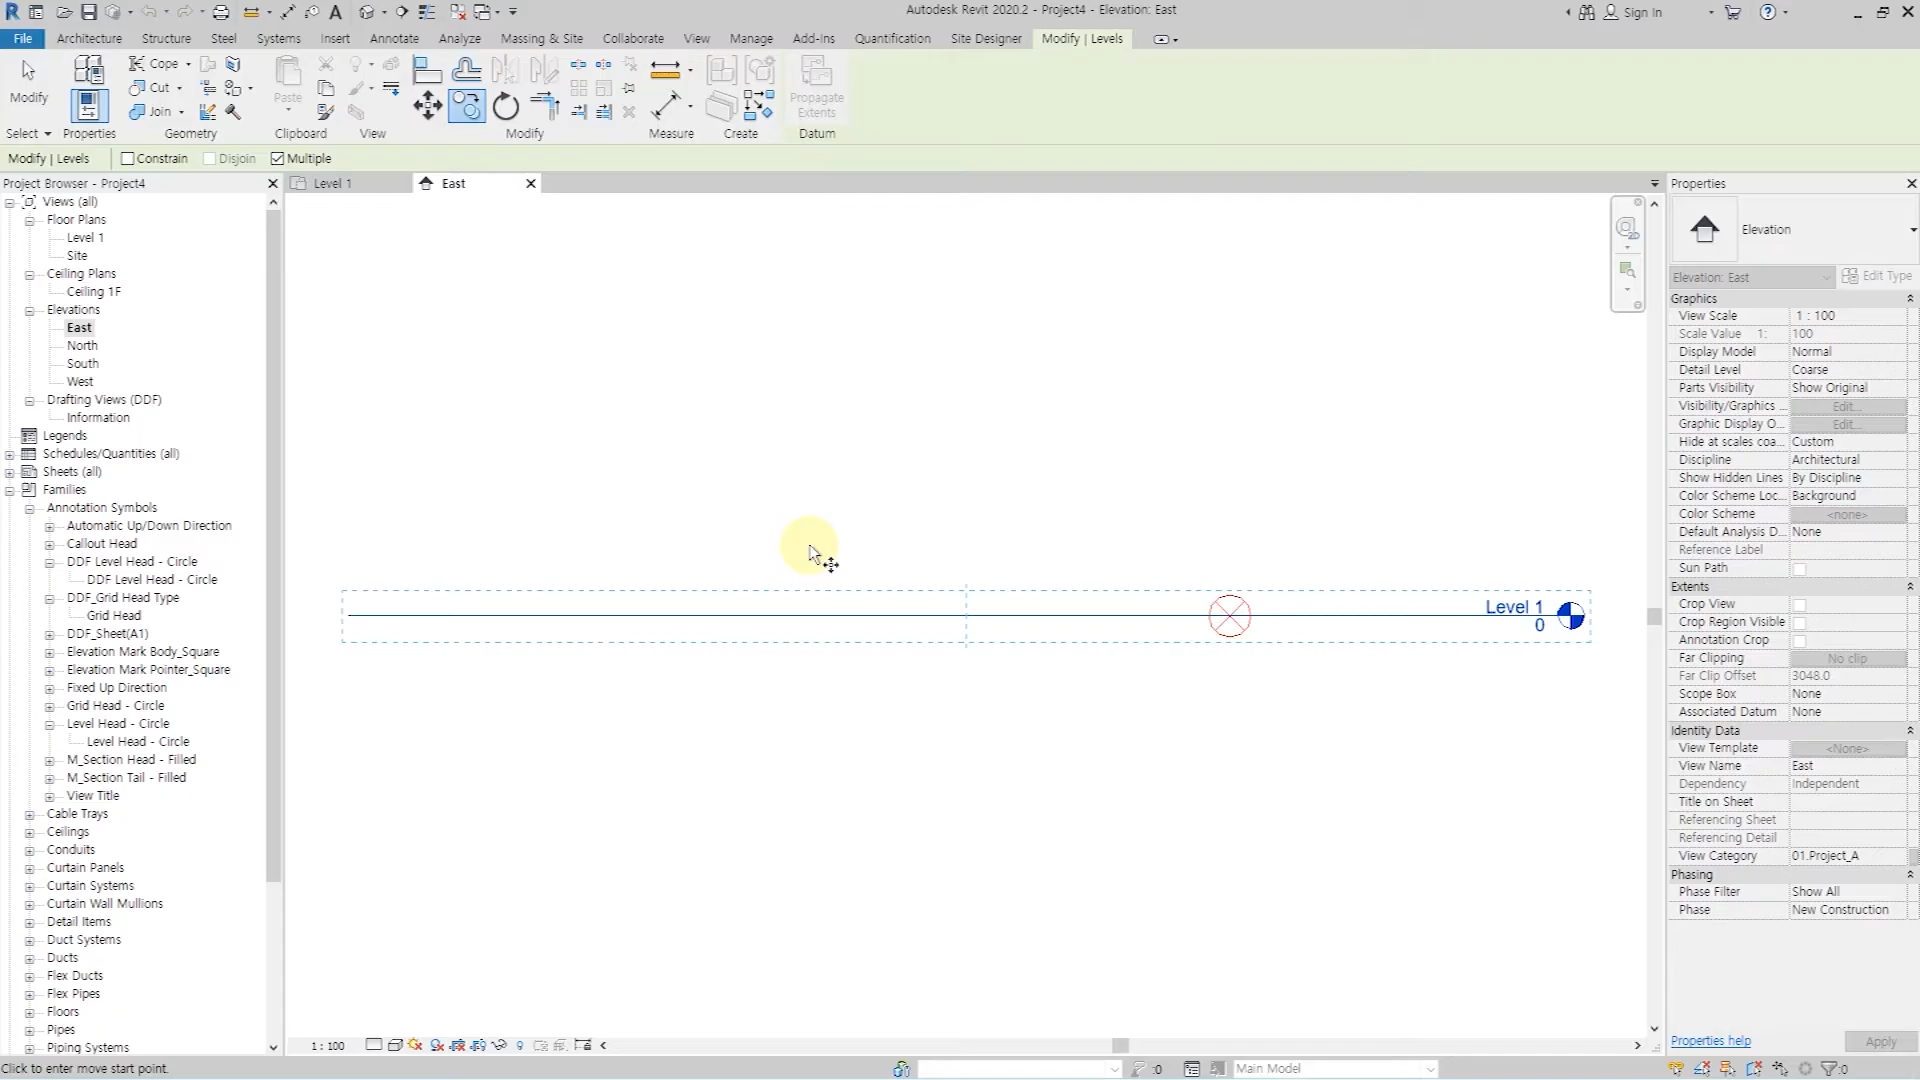 Autodesk Revit 2020.2 - Project4 - Elevation: East
Sign In
File
Architecture
Structure
Steel
Systems
Insert
Annotate
Analyze
Massing & Site
Collaborate
View
Manage
Add-Ins
Quantification
Site Designer
Modify | Levels
Modify
Cope
Cut
Join
Paste
Propagate
Extents
Select
Properties
Geometry
Clipboard
View
Modify
Measure
Create
Datum
Modify | Levels
Constrain
Disjoin
Multiple
Project Browser - Project4
Views (all)
Floor Plans
Level 1
Site
Ceiling Plans
Ceiling 1F
Elevations
East
North
South
West
Drafting Views (DDF)
Information
Legends
Schedules/Quantities (all)
Sheets (all)
Families
Annotation Symbols
Automatic Up/Down Direction
Callout Head
DDF Level Head - Circle
DDF Level Head - Circle
DDF_Grid Head Type
Grid Head
DDF_Sheet(A1)
Elevation Mark Body_Square
Elevation Mark Pointer_Square
Fixed Up Direction
Grid Head - Circle
Level Head - Circle
Level Head - Circle
M_Section Head - Filled
M_Section Tail - Filled
View Title
Cable Trays
Ceilings
Conduits
Curtain Panels
Curtain Systems
Curtain Wall Mullions
Detail Items
Duct Systems
Ducts
Flex Ducts
Flex Pipes
Floors
Pipes
Piping Systems
Level 1
East
2D
Level 1
0
Properties
Elevation
Elevation: East
Edit Type
Graphics
View Scale 1 : 100
Scale Value 1: 100
Display Model Normal
Detail Level Coarse
Parts Visibility Show Original
Visibility/Graphics ... Edit...
Graphic Display O... Edit...
Hide at scales coa... Custom
Discipline Architectural
Show Hidden Lines By Discipline
Color Scheme Loc... Background
Color Scheme <none>
Default Analysis D... None
Reference Label
Sun Path
Extents
Crop View
Crop Region Visible
Annotation Crop
Far Clipping No clip
Far Clip Offset 3048.0
Scope Box None
Associated Datum None
Identity Data
View Template <None>
View Name East
Dependency Independent
Title on Sheet
Referencing Sheet
Referencing Detail
View Category 01.Project_A
Phasing
Phase Filter Show All
Phase New Construction
Properties help
Apply
1 : 100
Click to enter move start point.
:0
Main Model
:0